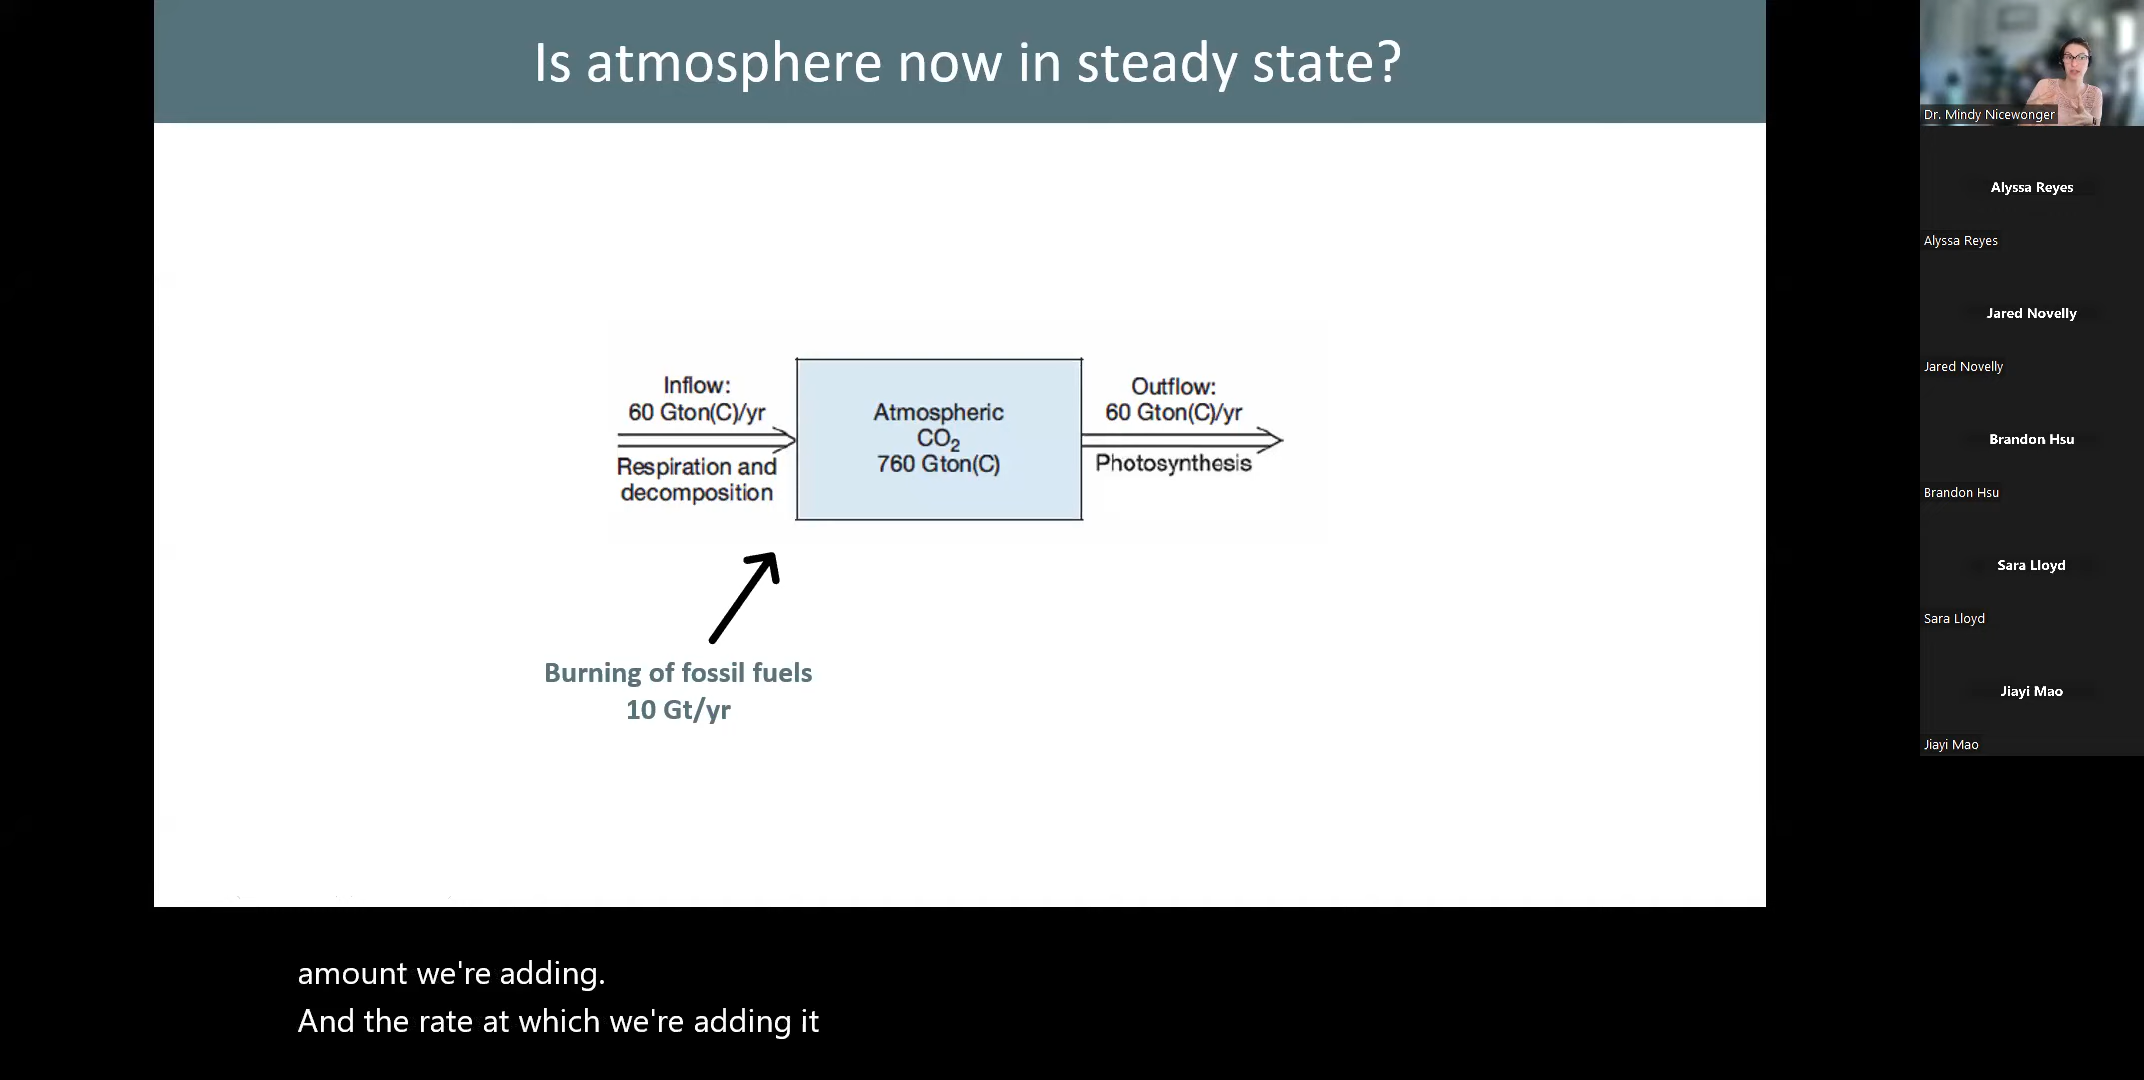 Is atmosphere now in steady state?
Inflow:
60 Gton(C)/yr
Respiration and
decomposition
Atmospheric
CO2
760 Gton(C)
Outflow:
60 Gton(C)/yr
Photosynthesis
Burning of fossil fuels
10 Gt/yr
amount we're adding.
And the rate at which we're adding it
Dr. Mindy Nicewonger
Alyssa Reyes
Alyssa Reyes
Jared Novelly
Jared Novelly
Brandon Hsu
Brandon Hsu
Sara Lloyd
Sara Lloyd
Jiayi Mao
Jiayi Mao